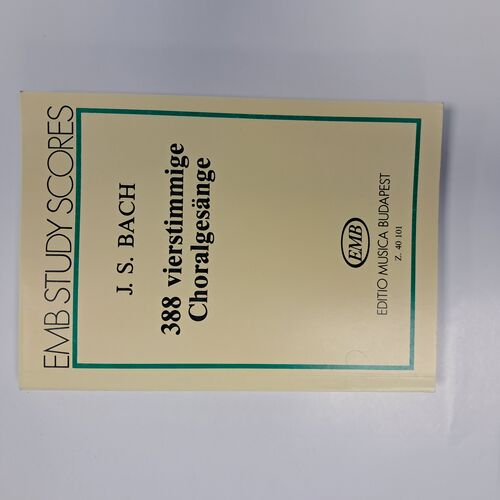 EMB STUDY SCORES
J. S. BACH
388 vierstimmige
Choralgesänge
EMB
EDITIO MUSICA BUDAPEST
Z. 40 101